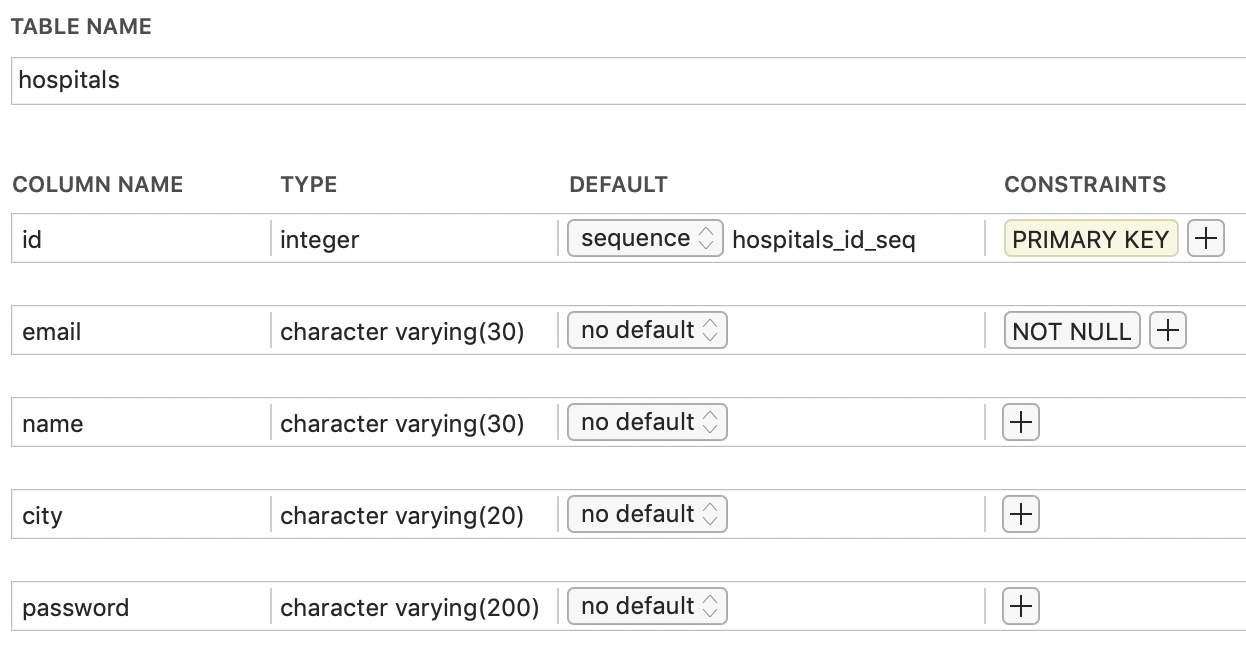 TABLE NAME
hospitals
COLUMN NAME TYPE DEFAULT CONSTRAINTS
id integer sequence hospitals_id_seq PRIMARY KEY +
email character varying(30) no default NOT NULL +
name character varying(30) no default +
city character varying(20) no default +
password character varying(200) no default +